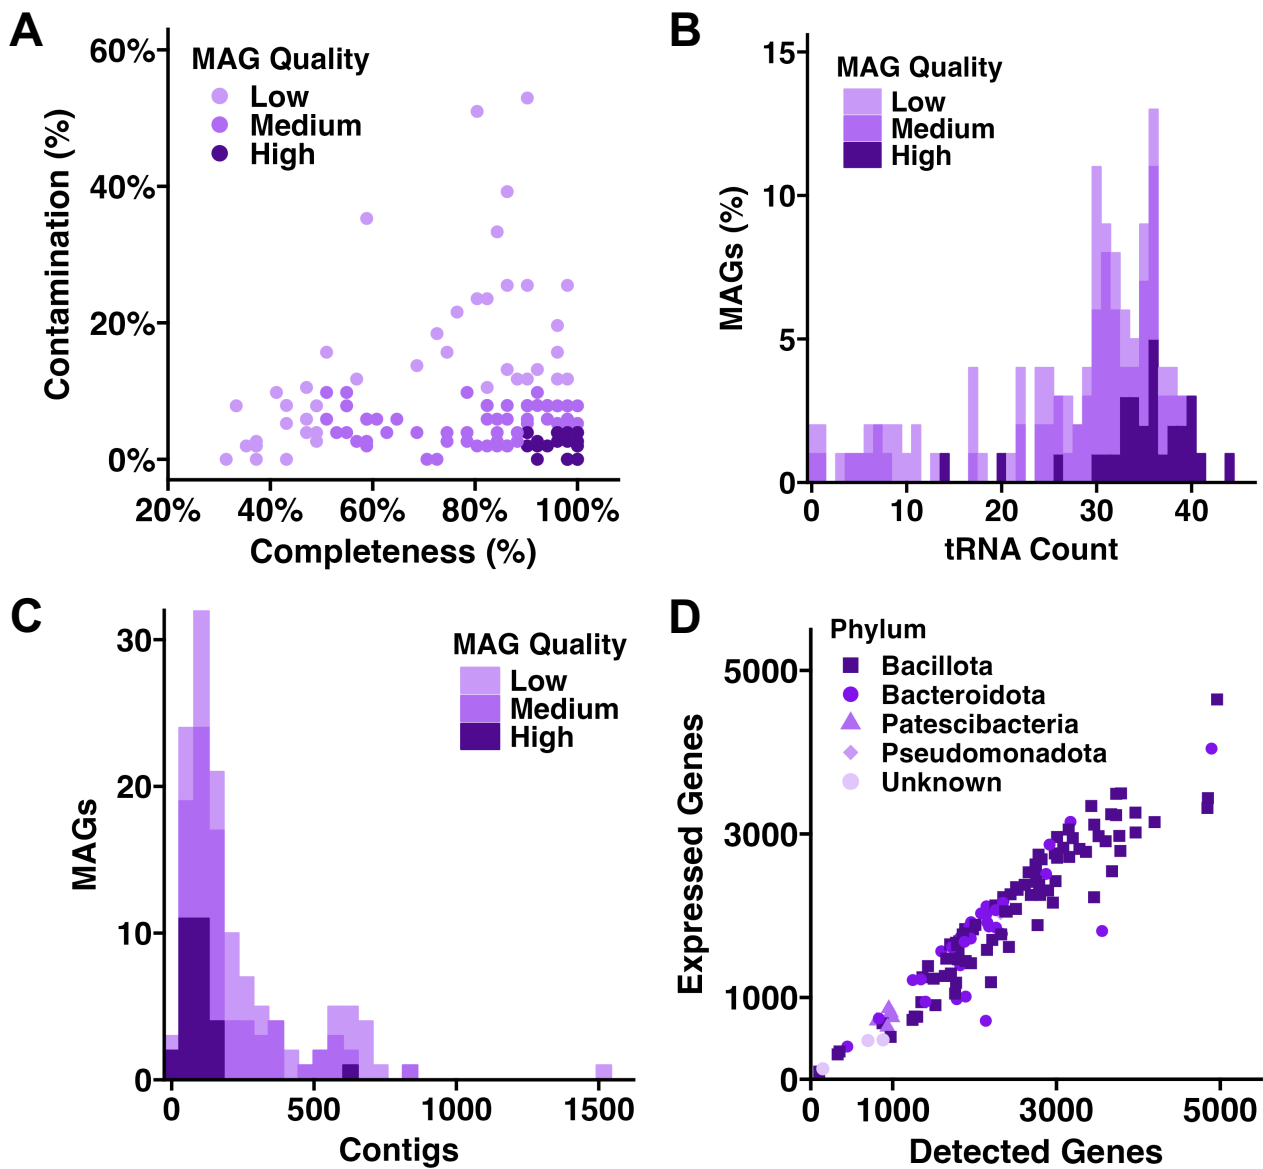 A
MAG Quality
Low
Medium
High
60%
40%
20%
0%
Contamination (%)
20% 40% 60% 80% 100%
Completeness (%)
B
MAG Quality
Low
Medium
High
15
10
5
0
MAGs (%)
0 10 20 30 40
tRNA Count
C
MAG Quality
Low
Medium
High
30
20
10
0
MAGs
0 500 1000 1500
Contigs
D
Phylum
Bacillota
Bacteroidota
Patescibacteria
Pseudomonadota
Unknown
5000
3000
1000
0
Expressed Genes
0 1000 3000 5000
Detected Genes